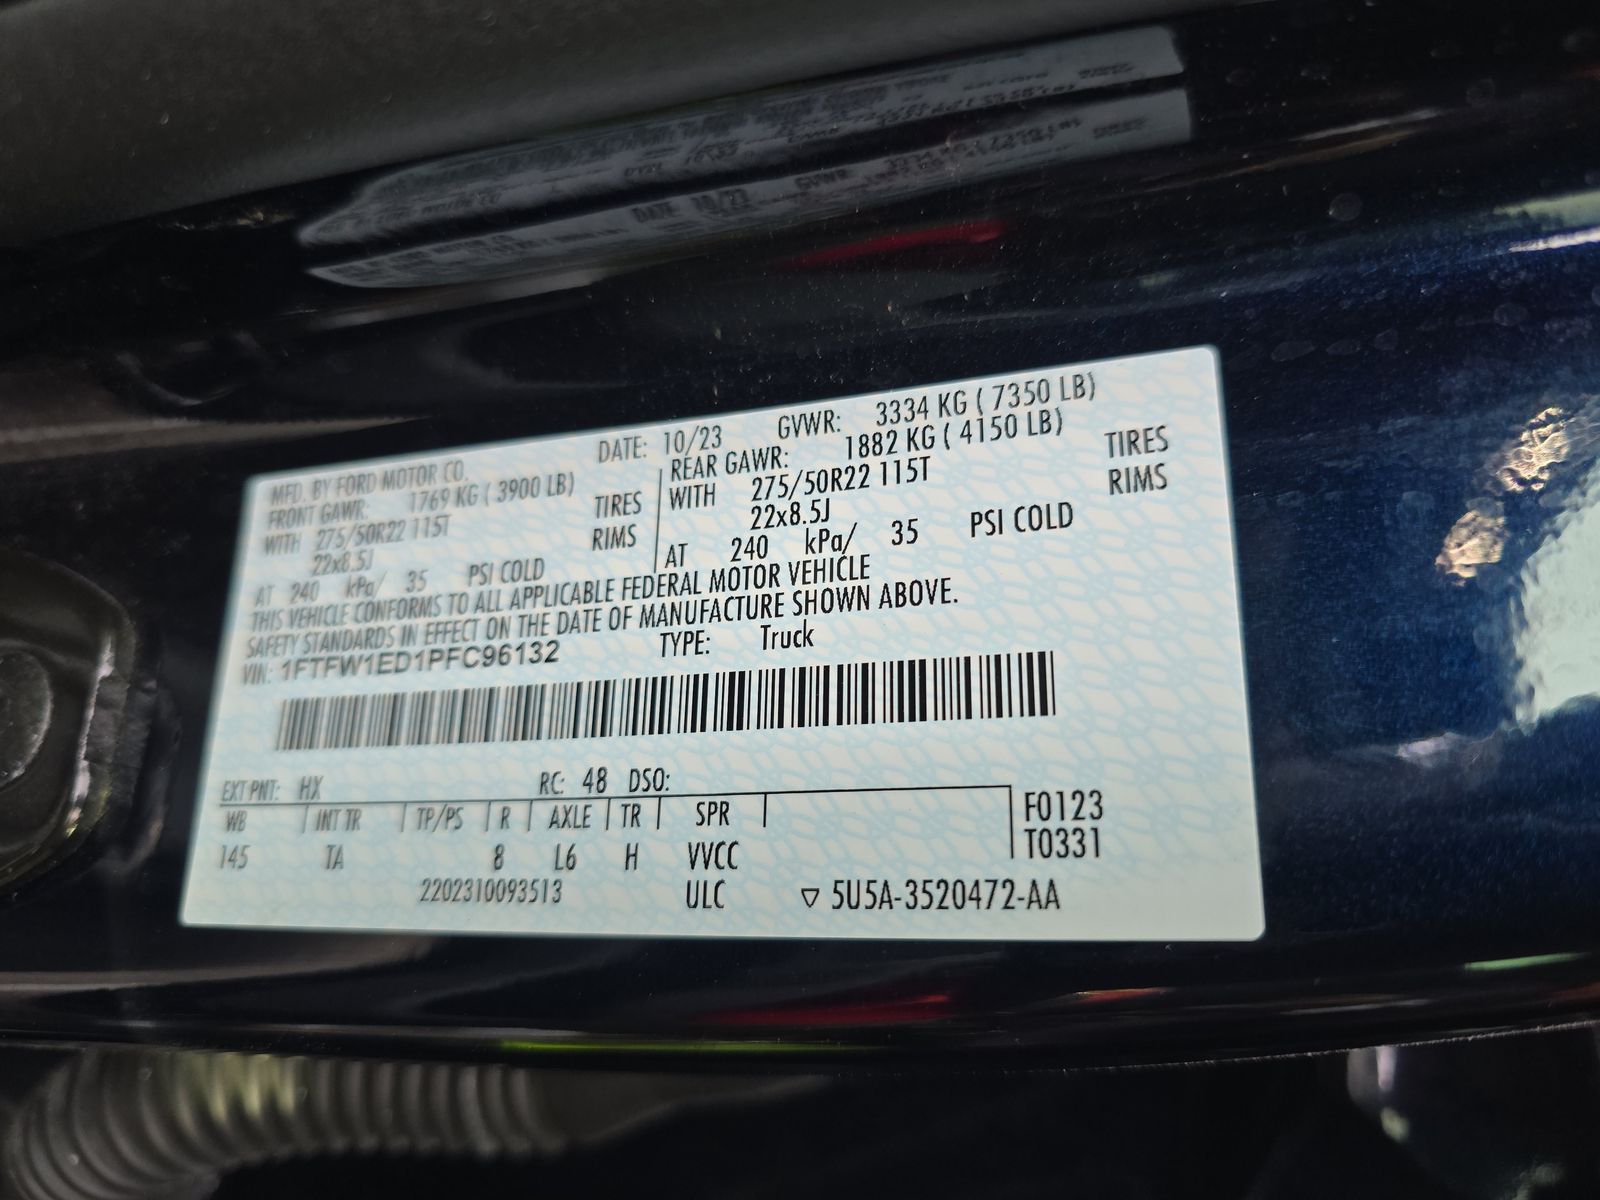 MFD. BY FORD MOTOR CO. DATE: 10/23 GVWR: 3334 KG ( 7350 LB)
FRONT GAWR: 1769 KG ( 3900 LB) REAR GAWR: 1882 KG ( 4150 LB)
WITH 275/50R22 115T TIRES WITH 275/50R22 115T TIRES
22x8.5J RIMS 22x8.5J RIMS
AT 240 kPa/ 35 PSI COLD AT 240 kPa/ 35 PSI COLD
THIS VEHICLE CONFORMS TO ALL APPLICABLE FEDERAL MOTOR VEHICLE
SAFETY STANDARDS IN EFFECT ON THE DATE OF MANUFACTURE SHOWN ABOVE.
VIN: 1FTFW1ED1PFC96132 TYPE: Truck
EXT PNT: HX RC: 48 DSO:
WB INT TR TP/PS R AXLE TR SPR F0123
145 TA 8 L6 H VVCC T0331
2202310093513 ULC ▽ 5U5A-3520472-AA